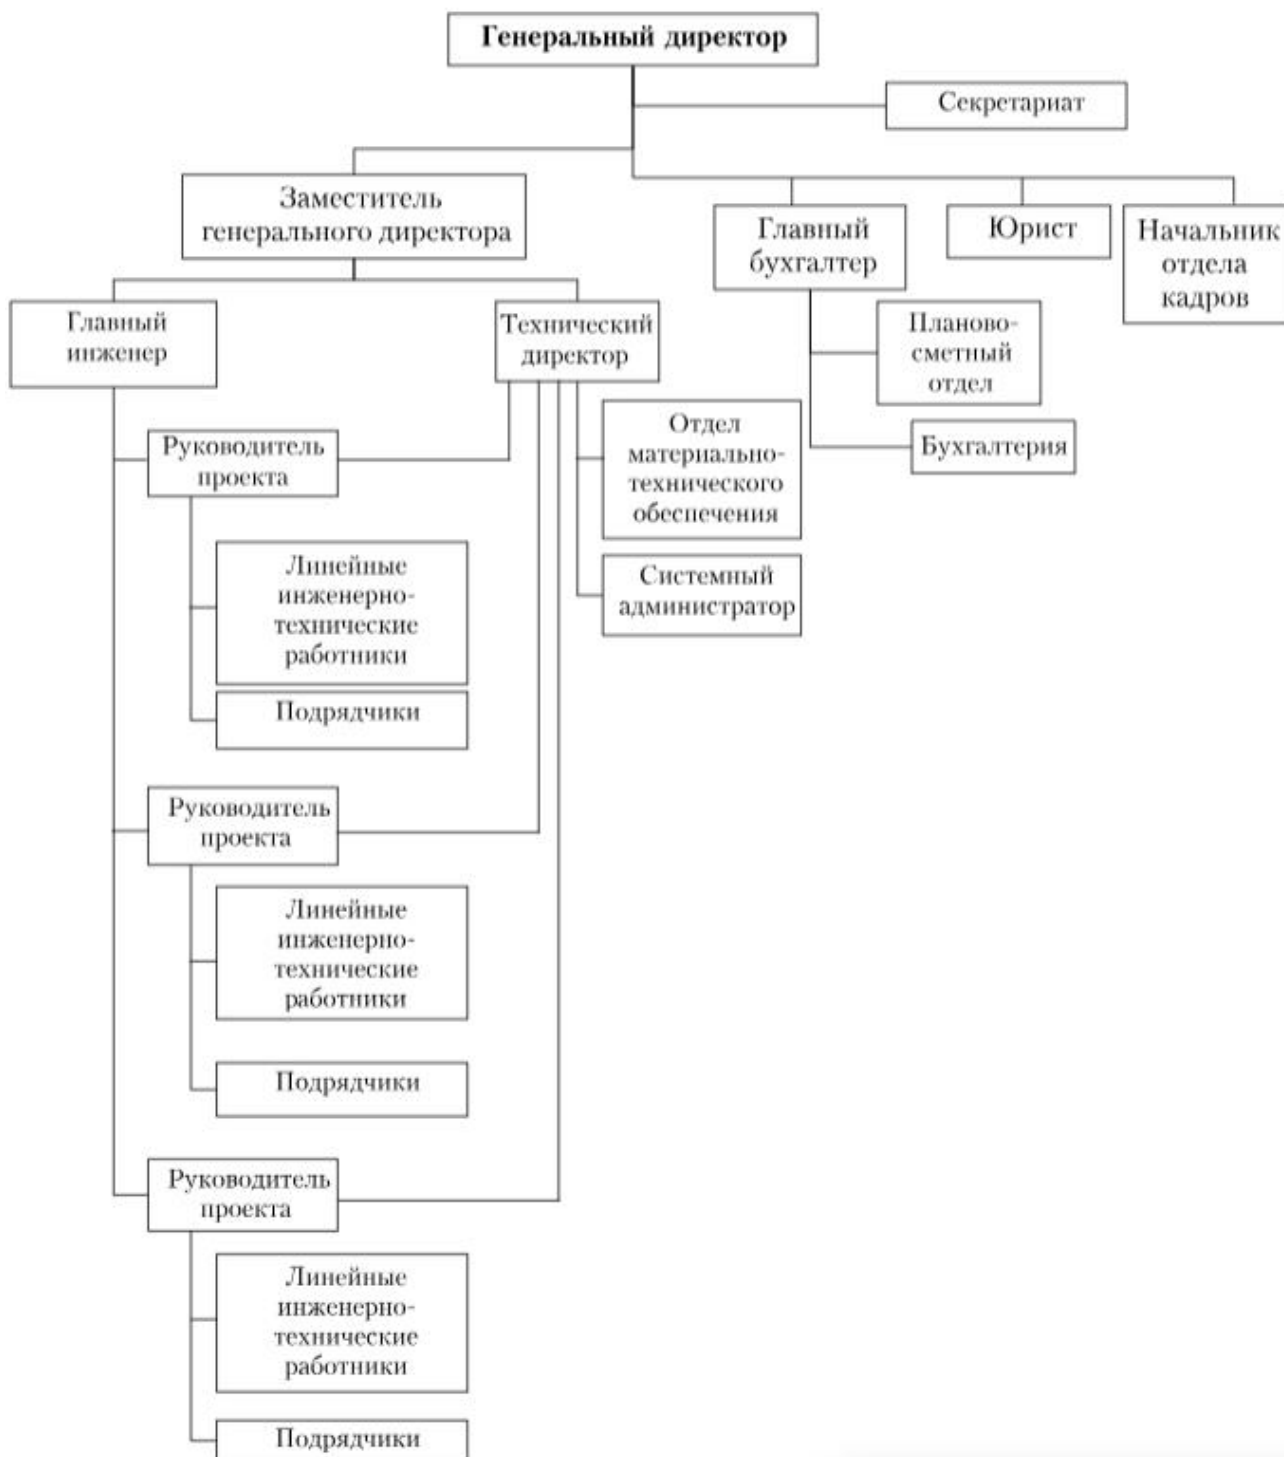 Генеральный директор
Секретариат
Заместитель
генерального директора
Главный
бухгалтер
Юрист
Начальник
отдела
кадров
Главный
инженер
Технический
директор
Планово-
сметный
отдел
Бухгалтерия
Отдел
материально-
технического
обеспечения
Системный
администратор
Руководитель
проекта
Линейные
инженерно-
технические
работники
Подрядчики
Руководитель
проекта
Линейные
инженерно-
технические
работники
Подрядчики
Руководитель
проекта
Линейные
инженерно-
технические
работники
Подрядчики